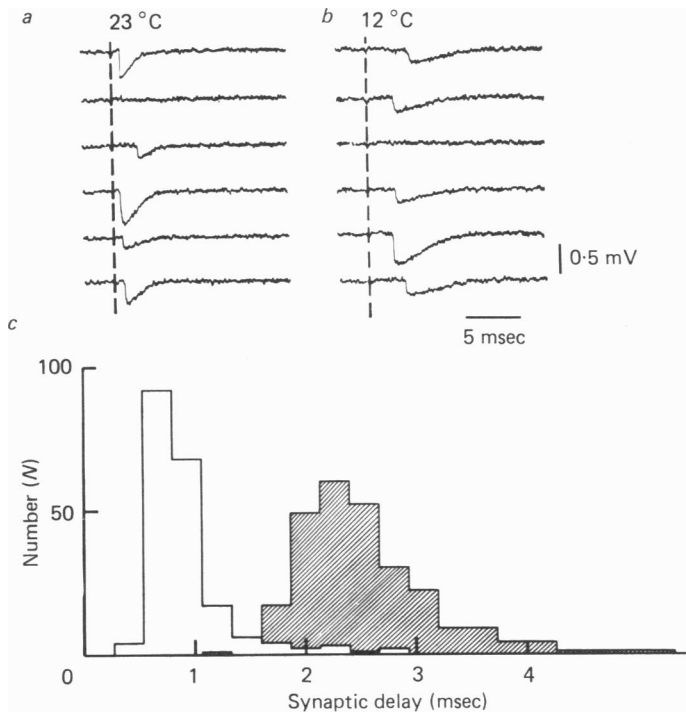 a
23 °C
b
12 °C
0·5 mV
5 msec
c
100
50
0
Number (N)
1
2
3
4
Synaptic delay (msec)